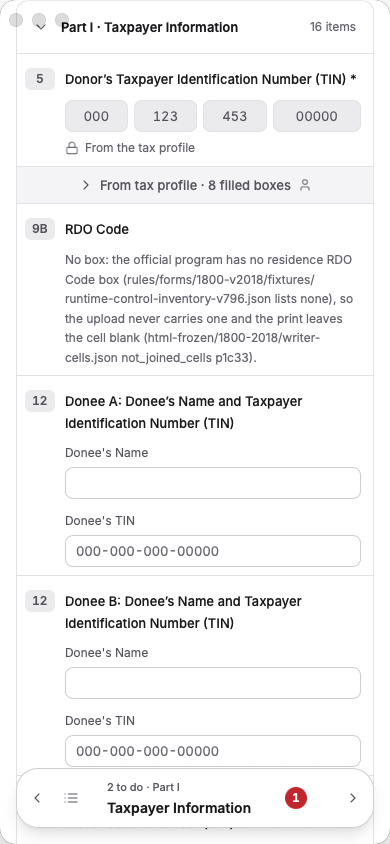 Part I · Taxpayer Information
16 items
5
Donor's Taxpayer Identification Number (TIN) *
000
123
453
00000
From the tax profile
From tax profile · 8 filled boxes
9B
RDO Code
No box: the official program has no residence RDO
Code box (rules/forms/1800-v2018/fixtures/
runtime-control-inventory-v796.json lists none), so
the upload never carries one and the print leaves
the cell blank (html-frozen/1800-2018/writer-
cells.json not_joined_cells p1c33).
12
Donee A: Donee's Name and Taxpayer
Identification Number (TIN)
Donee's Name
Donee's TIN
000-000-000-00000
12
Donee B: Donee's Name and Taxpayer
Identification Number (TIN)
Donee's Name
Donee's TIN
000-000-000-00000
2 to do · Part I
Taxpayer Information
1